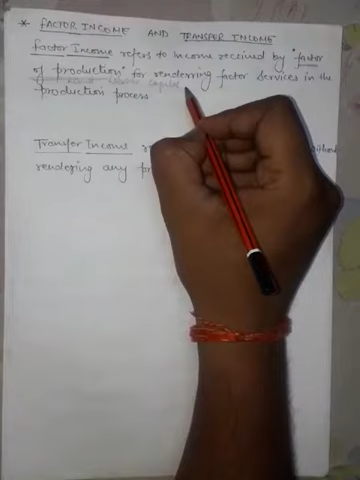 * FACTOR INCOME AND TRANSFER INCOME
Factor Income refers to Income received by "factor
of production" for renderring factor services in the
production process
Transfer Income
rendering any